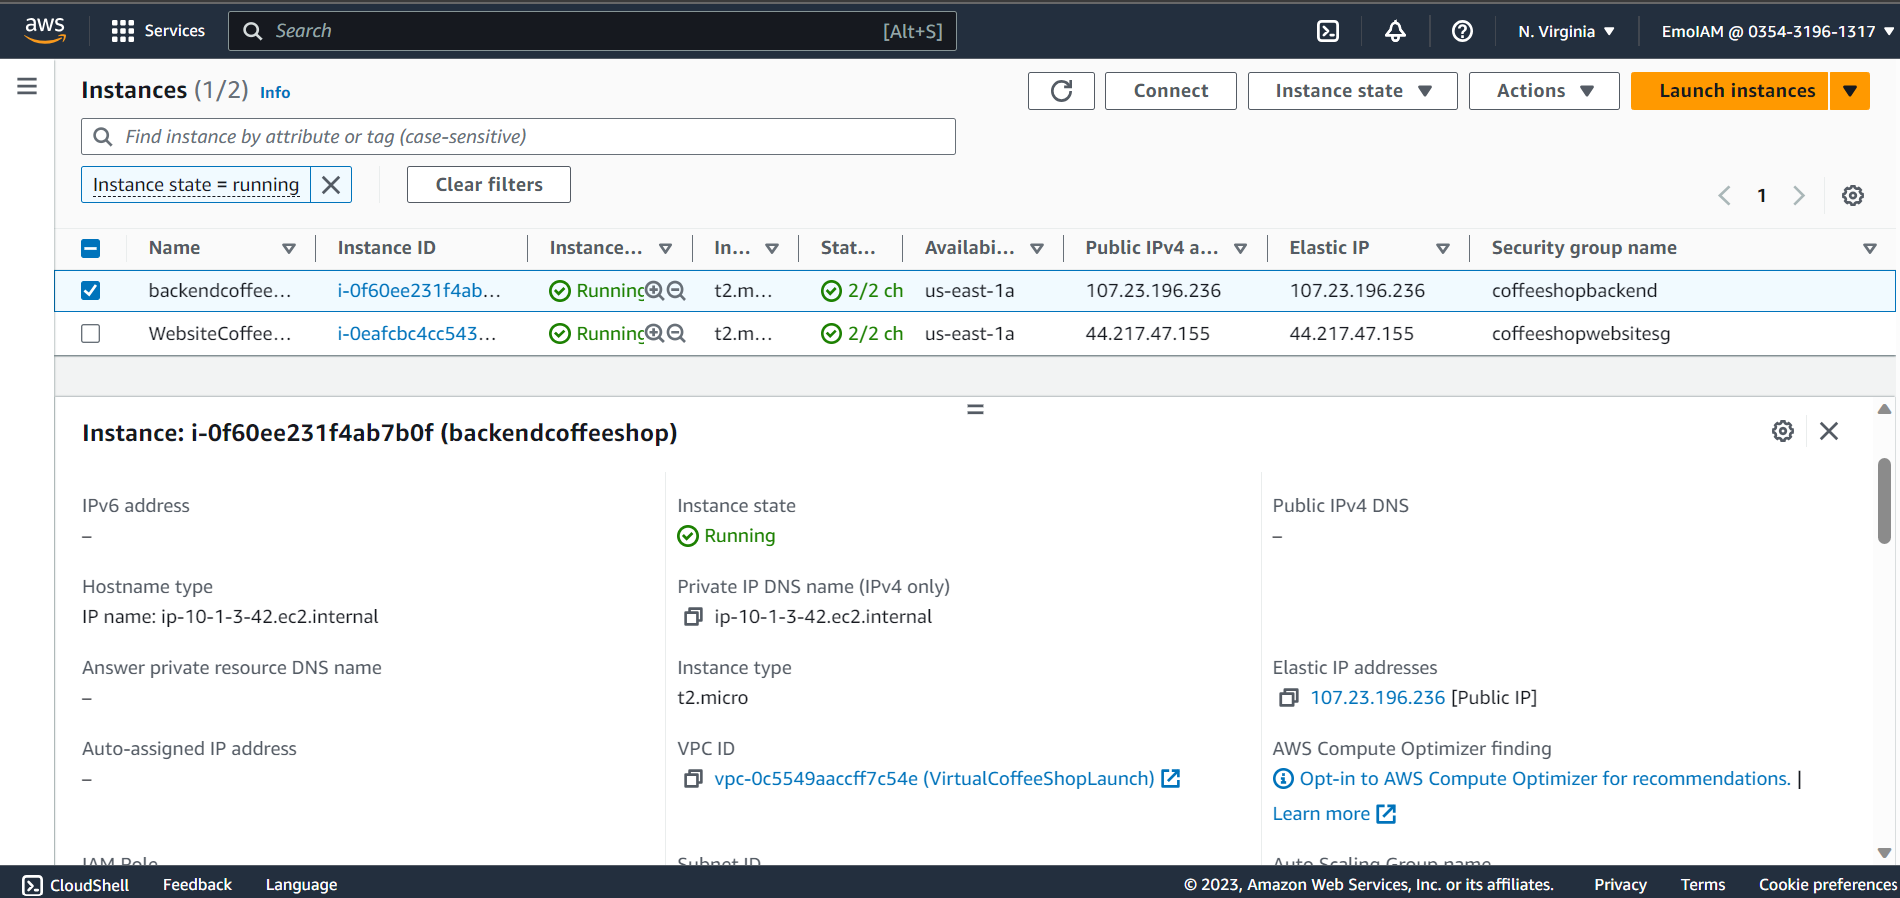 aws Services Search [Alt+S] N. Virginia EmoIAM @ 0354-3196-1317
Instances (1/2) Info Connect Instance state Actions Launch instances
Find instance by attribute or tag (case-sensitive)
Instance state = running Clear filters
1
Name Instance ID Instance... In... Stat... Availabi... Public IPv4 a... Elastic IP Security group name
backendcoffee... i-0f60ee231f4ab... Running t2.m... 2/2 ch us-east-1a 107.23.196.236 107.23.196.236 coffeeshopbackend
WebsiteCoffee... i-0eafcbc4cc543... Running t2.m... 2/2 ch us-east-1a 44.217.47.155 44.217.47.155 coffeeshopwebsitesg
Instance: i-0f60ee231f4ab7b0f (backendcoffeeshop)
IPv6 address Instance state Public IPv4 DNS
– Running –
Hostname type Private IP DNS name (IPv4 only)
IP name: ip-10-1-3-42.ec2.internal ip-10-1-3-42.ec2.internal
Answer private resource DNS name Instance type Elastic IP addresses
– t2.micro 107.23.196.236 [Public IP]
Auto-assigned IP address VPC ID AWS Compute Optimizer finding
– vpc-0c5549aaccff7c54e (VirtualCoffeeShopLaunch) Opt-in to AWS Compute Optimizer for recommendations. |
Learn more
IAM Role Subnet ID Auto Scaling Group name
CloudShell Feedback Language © 2023, Amazon Web Services, Inc. or its affiliates. Privacy Terms Cookie preferences